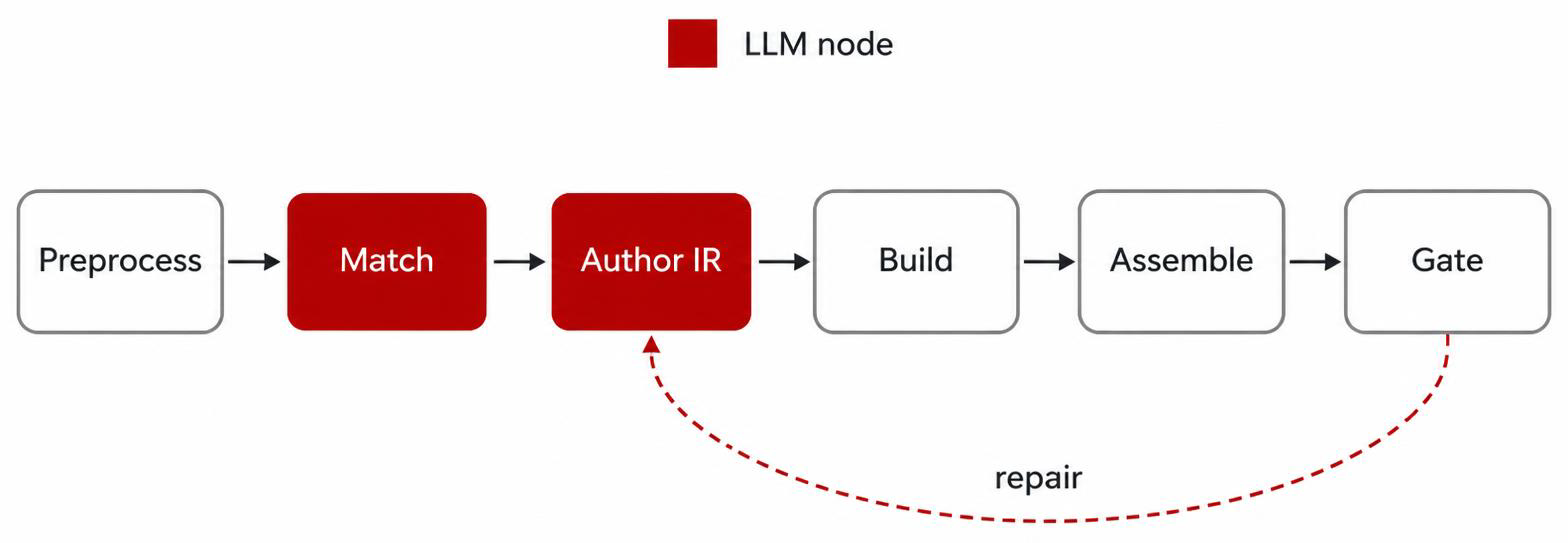 LLM node
Preprocess
Match
Author IR
Build
Assemble
Gate
repair